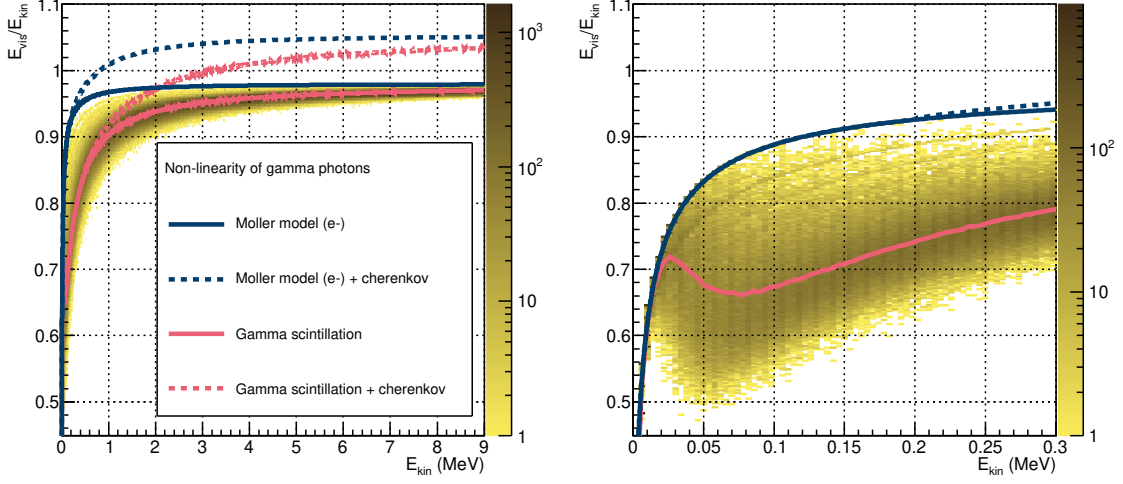 E_vis/E_kin
1.1
1
0.9
0.8
0.7
0.6
0.5
0 1 2 3 4 5 6 7 8 9
E_kin (MeV)
10^3
10^2
10
1
Non-linearity of gamma photons
Moller model (e-)
Moller model (e-) + cherenkov
Gamma scintillation
Gamma scintillation + cherenkov
E_vis/E_kin
1.1
1
0.9
0.8
0.7
0.6
0.5
0 0.05 0.1 0.15 0.2 0.25 0.3
E_kin (MeV)
10^2
10
1